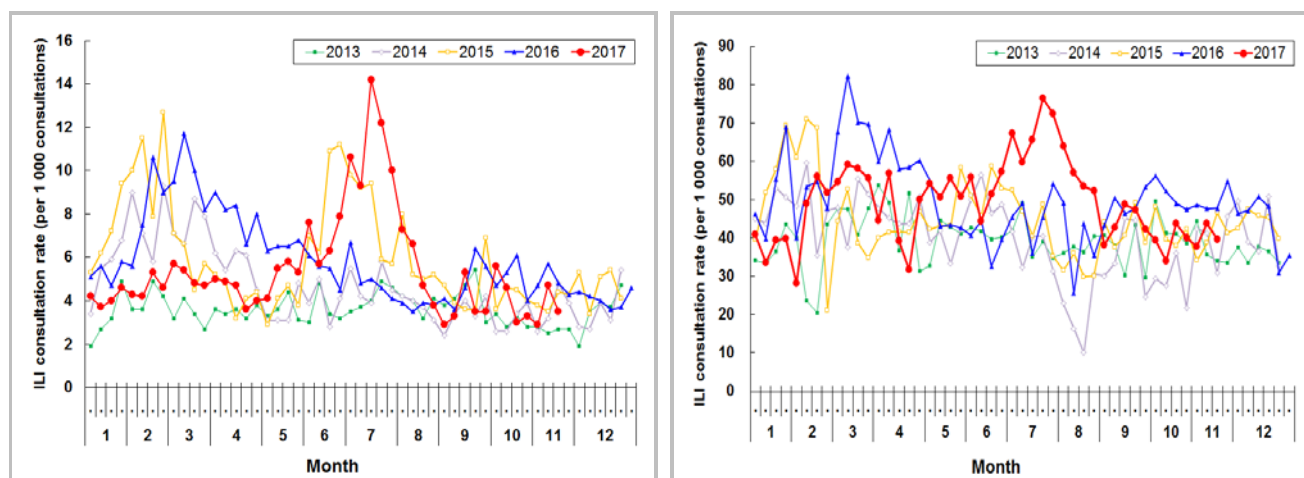 ILI consultation rate (per 1 000 consultations)
2013 2014 2015 2016 2017
16
14
12
10
8
6
4
2
0
1 2 3 4 5 6 7 8 9 10 11 12
Month
ILI consultation rate (per 1 000 consultations)
2013 2014 2015 2016 2017
90
80
70
60
50
40
30
20
10
0
1 2 3 4 5 6 7 8 9 10 11 12
Month